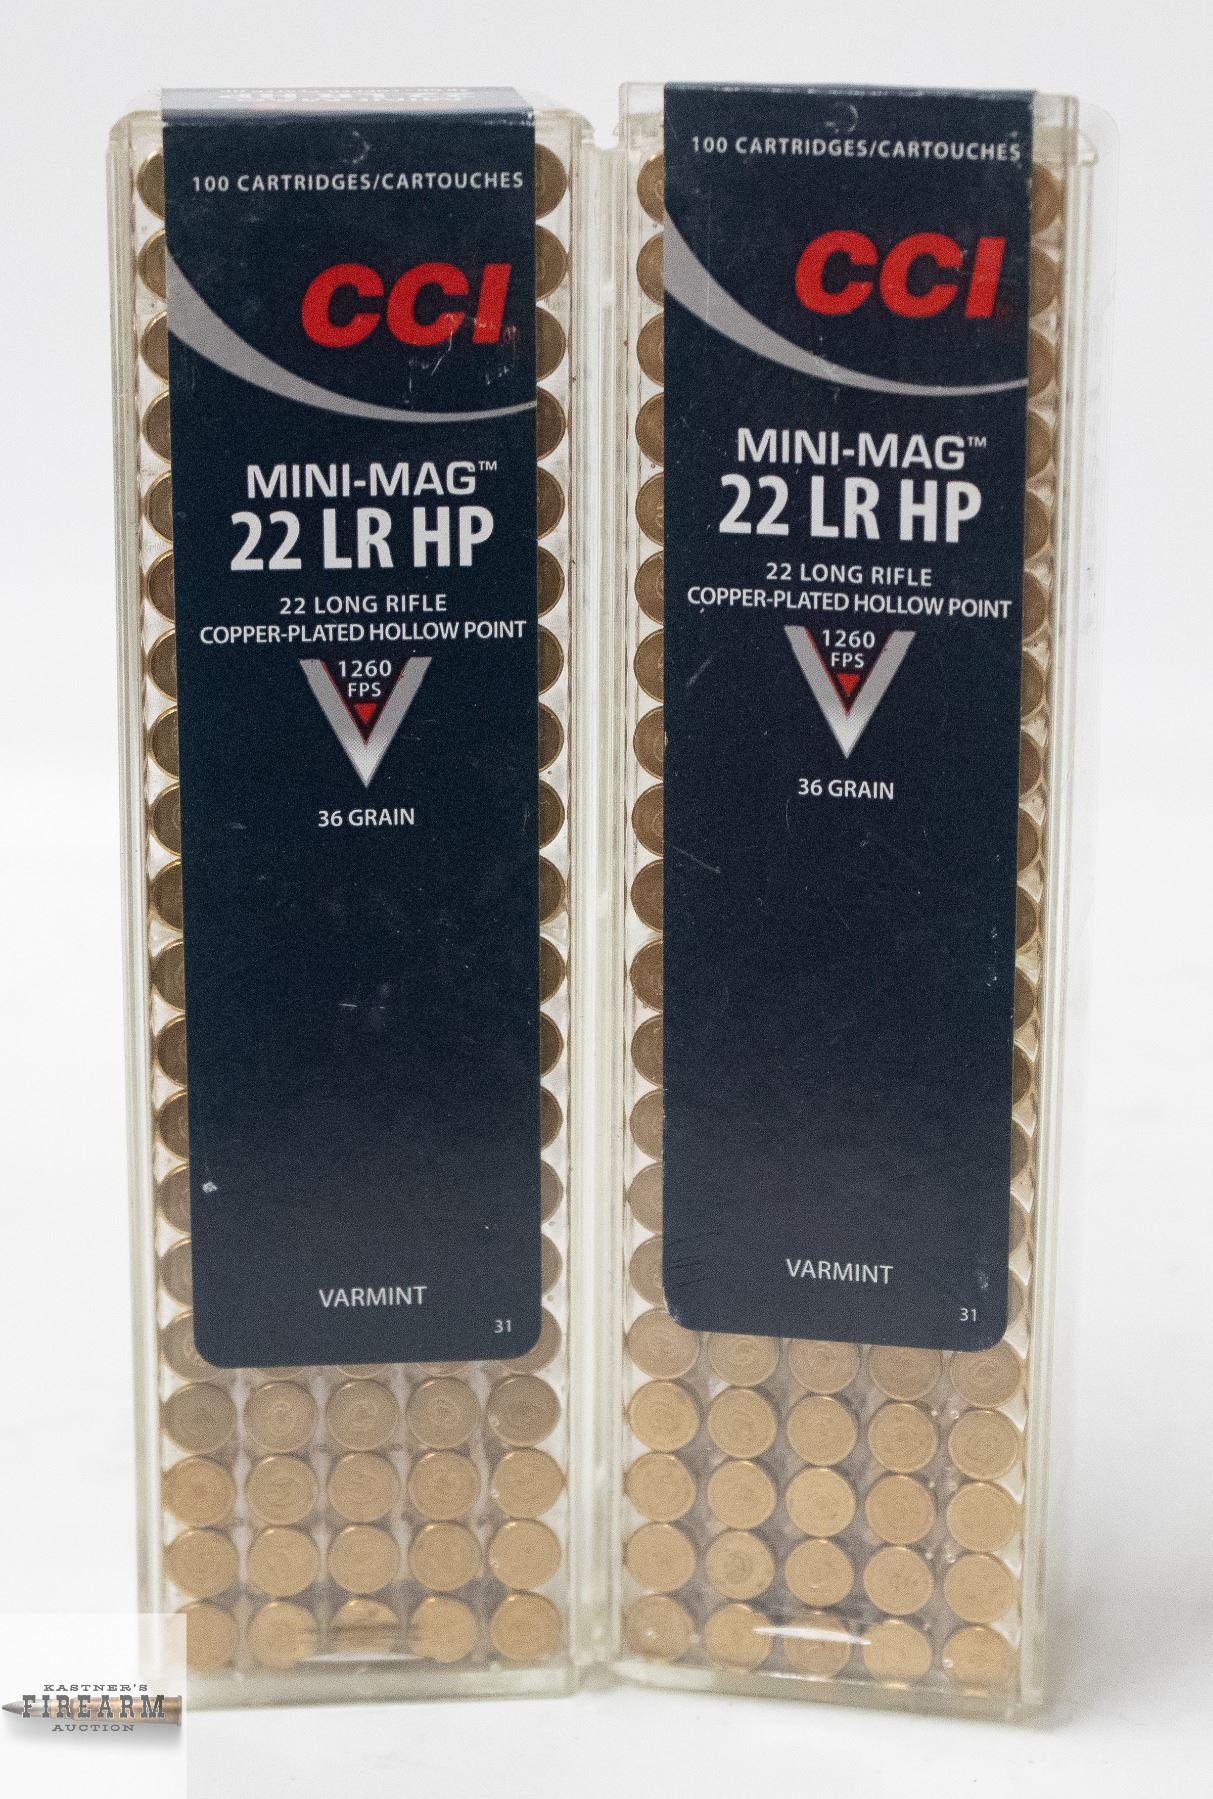 100 CARTRIDGES/CARTOUCHES
CCI
MINI-MAG™
22 LR HP
22 LONG RIFLE
COPPER-PLATED HOLLOW POINT
1260
FPS
36 GRAIN
VARMINT
31
100 CARTRIDGES/CARTOUCHES
CCI
MINI-MAG™
22 LR HP
22 LONG RIFLE
COPPER-PLATED HOLLOW POINT
1260
FPS
36 GRAIN
VARMINT
31
KASTNER'S
FIREARM
AUCTION